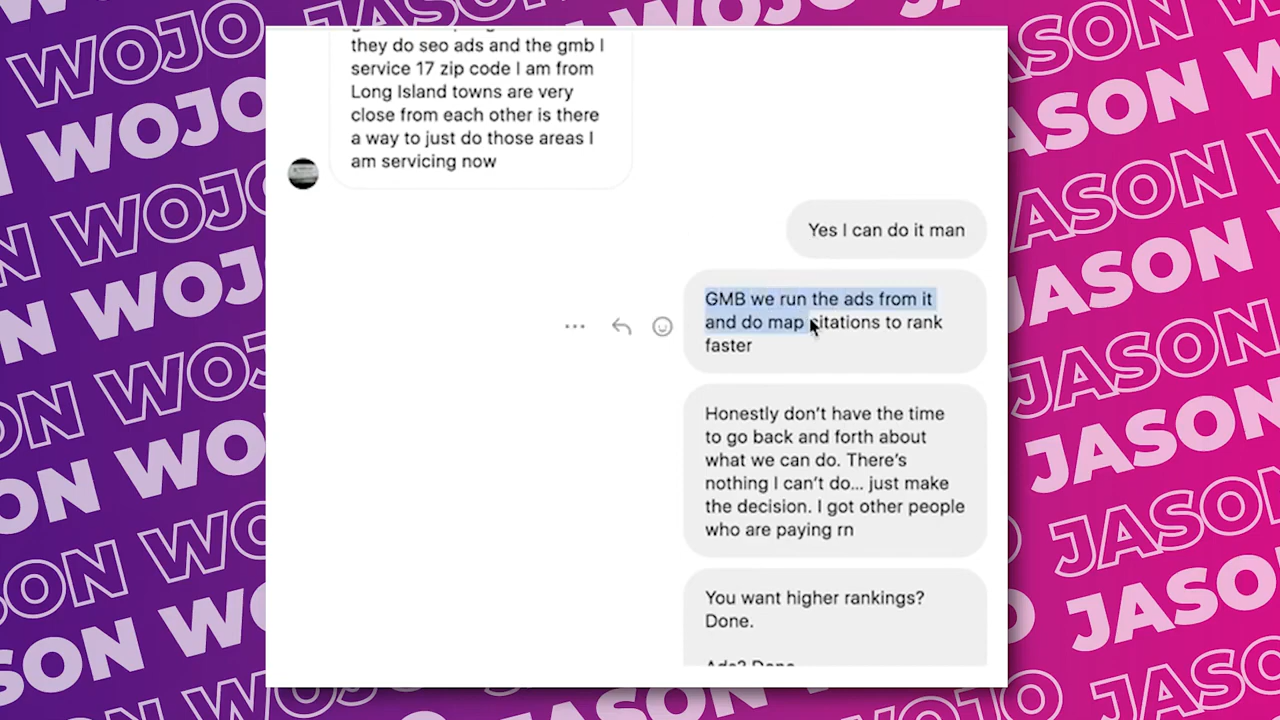 they do seo ads and the gmb I
service 17 zip code I am from
Long Island towns are very
close from each other is there
a way to just do those areas I
am servicing now
Yes I can do it man
GMB we run the ads from it
and do map citations to rank
faster
Honestly don't have the time
to go back and forth about
what we can do. There's
nothing I can't do... just make
the decision. I got other people
who are paying rn
You want higher rankings?
Done.
Ads? Done
JASON WOJO